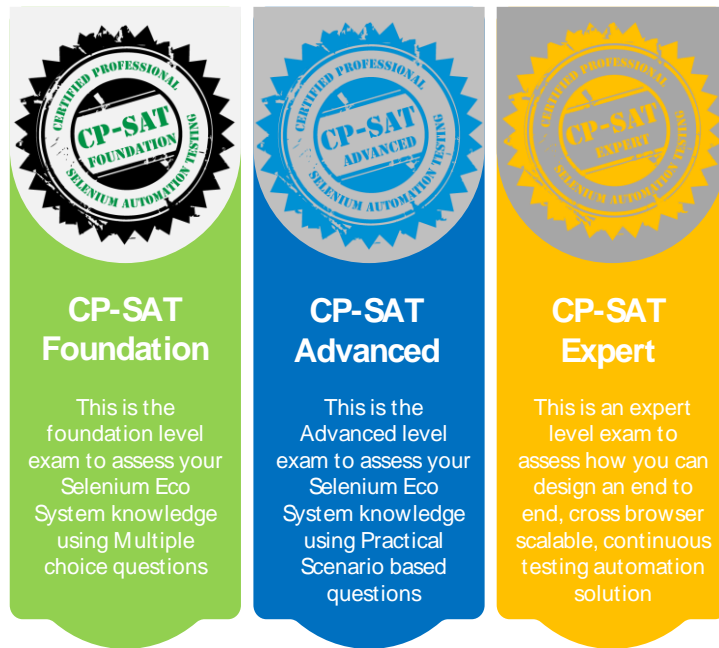 CERTIFIED PROFESSIONAL
CP-SAT
FOUNDATION
SELENIUM AUTOMATION TESTING
CP-SAT
Foundation
This is the
foundation level
exam to assess your
Selenium Eco
System knowledge
using Multiple
choice questions
CERTIFIED PROFESSIONAL
CP-SAT
ADVANCED
SELENIUM AUTOMATION TESTING
CP-SAT
Advanced
This is the
Advanced level
exam to assess your
Selenium Eco
System knowledge
using Practical
Scenario based
questions
CERTIFIED PROFESSIONAL
CP-SAT
EXPERT
SELENIUM AUTOMATION TESTING
CP-SAT
Expert
This is an expert
level exam to
assess how you can
design an end to
end, cross browser
scalable, continuous
testing automation
solution